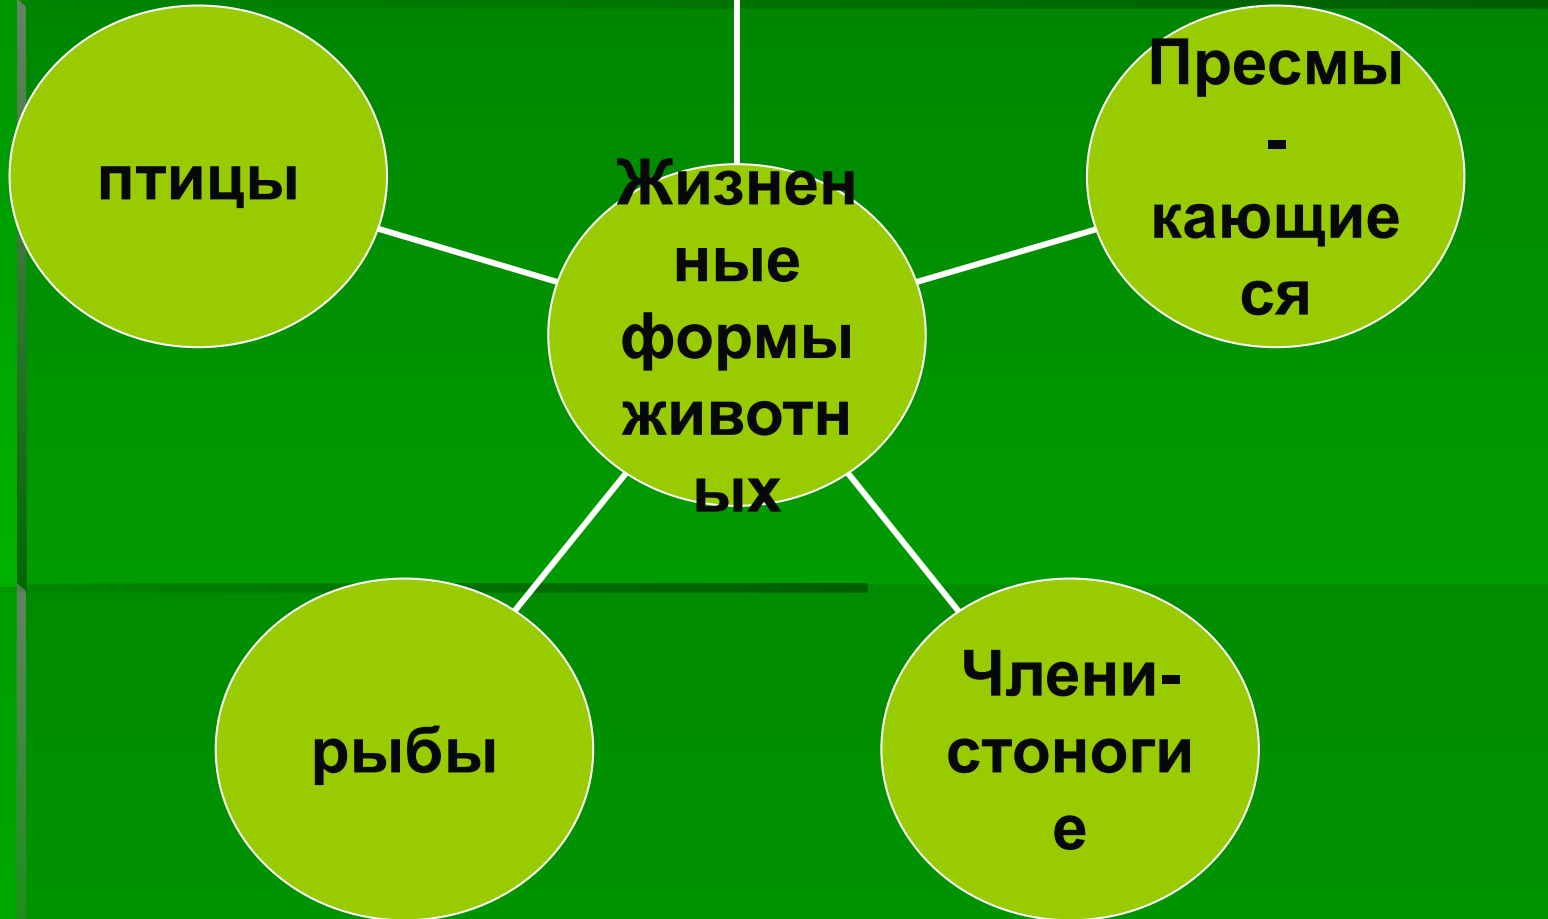 птицы
Жизнен
ные
формы
животн
ых
Пресмы
-
кающие
ся
рыбы
Члени-
стоноги
е